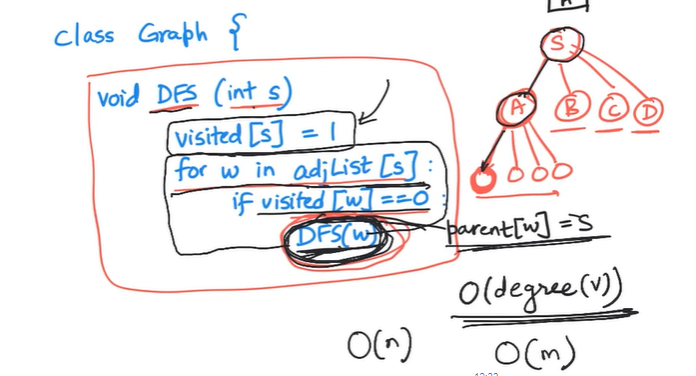 class Graph {
void DFS (int s)
visited[s] = 1
for w in adjList [s] :
if visited [w] ==0 :
DFS(w)
parent[w] = S
S
A
B
C
D
O(degree(v))
O(n)
O(m)